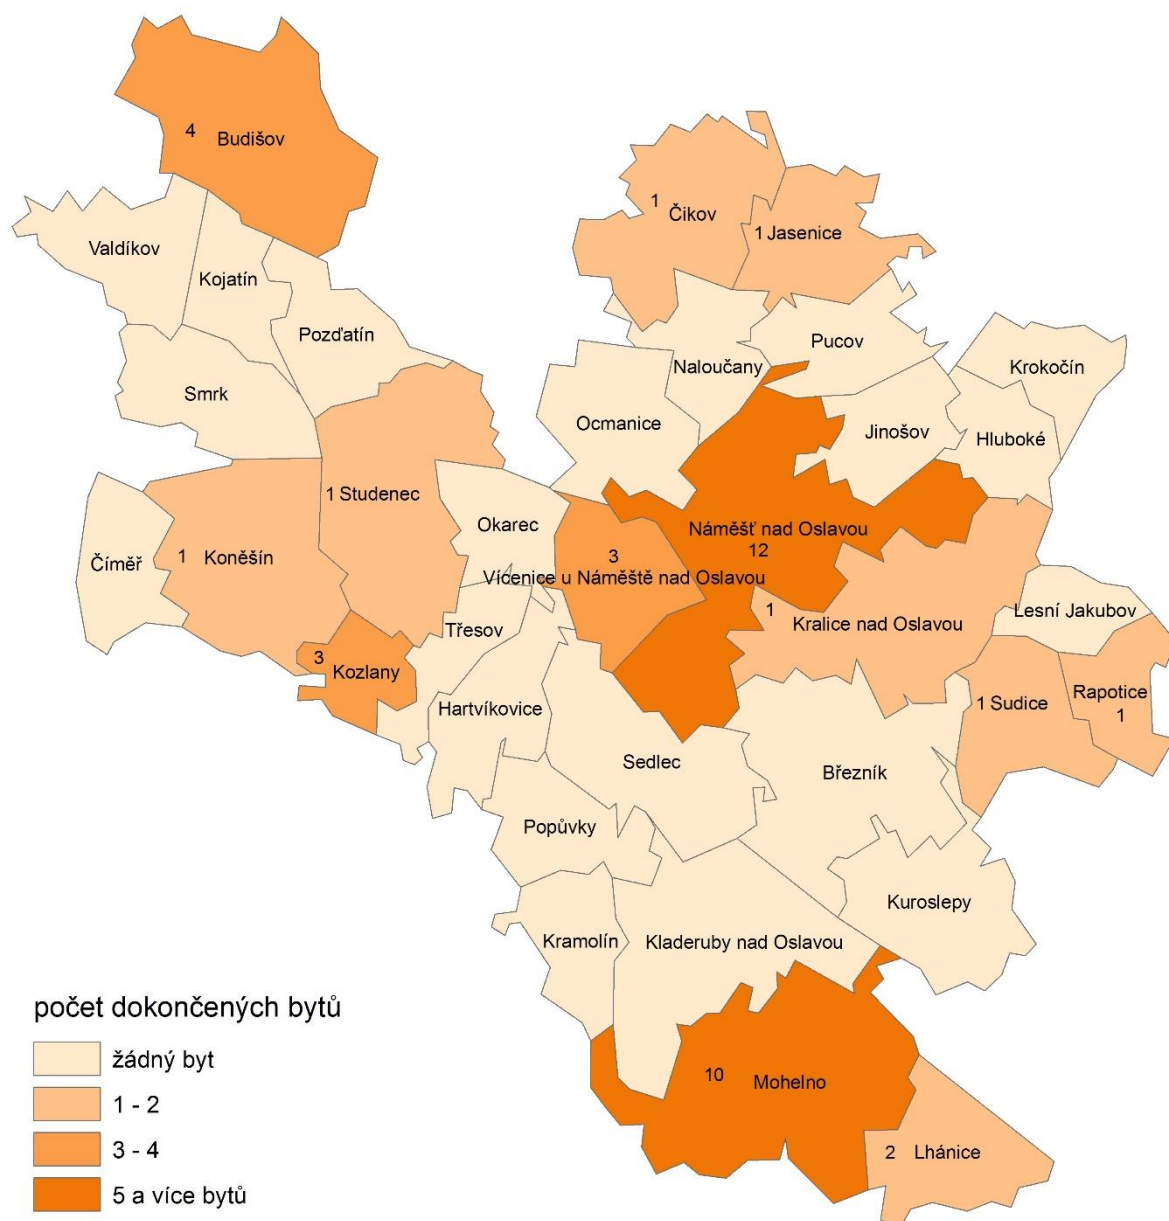 4 Budišov
1 Čikov
1 Jasenice
Valdíkov
Kojatín
Pozďatín
Pucov
Naloučany
Krokočín
Smrk
Ocmanice
Jinošov
Hluboké
1 Studenec
Okarec
Náměšť nad Oslavou
12
Číměř
1 Koněšín
3
Vícenice u Náměště nad Oslavou
1
Kralice nad Oslavou
Lesní Jakubov
Třesov
3 Kozlany
Hartvíkovice
1 Sudice
Rapotice
1
Sedlec
Březník
Popůvky
Kuroslepy
Kramolín
Kladeruby nad Oslavou
10 Mohelno
2 Lhánice
počet dokončených bytů
žádný byt
1 - 2
3 - 4
5 a více bytů